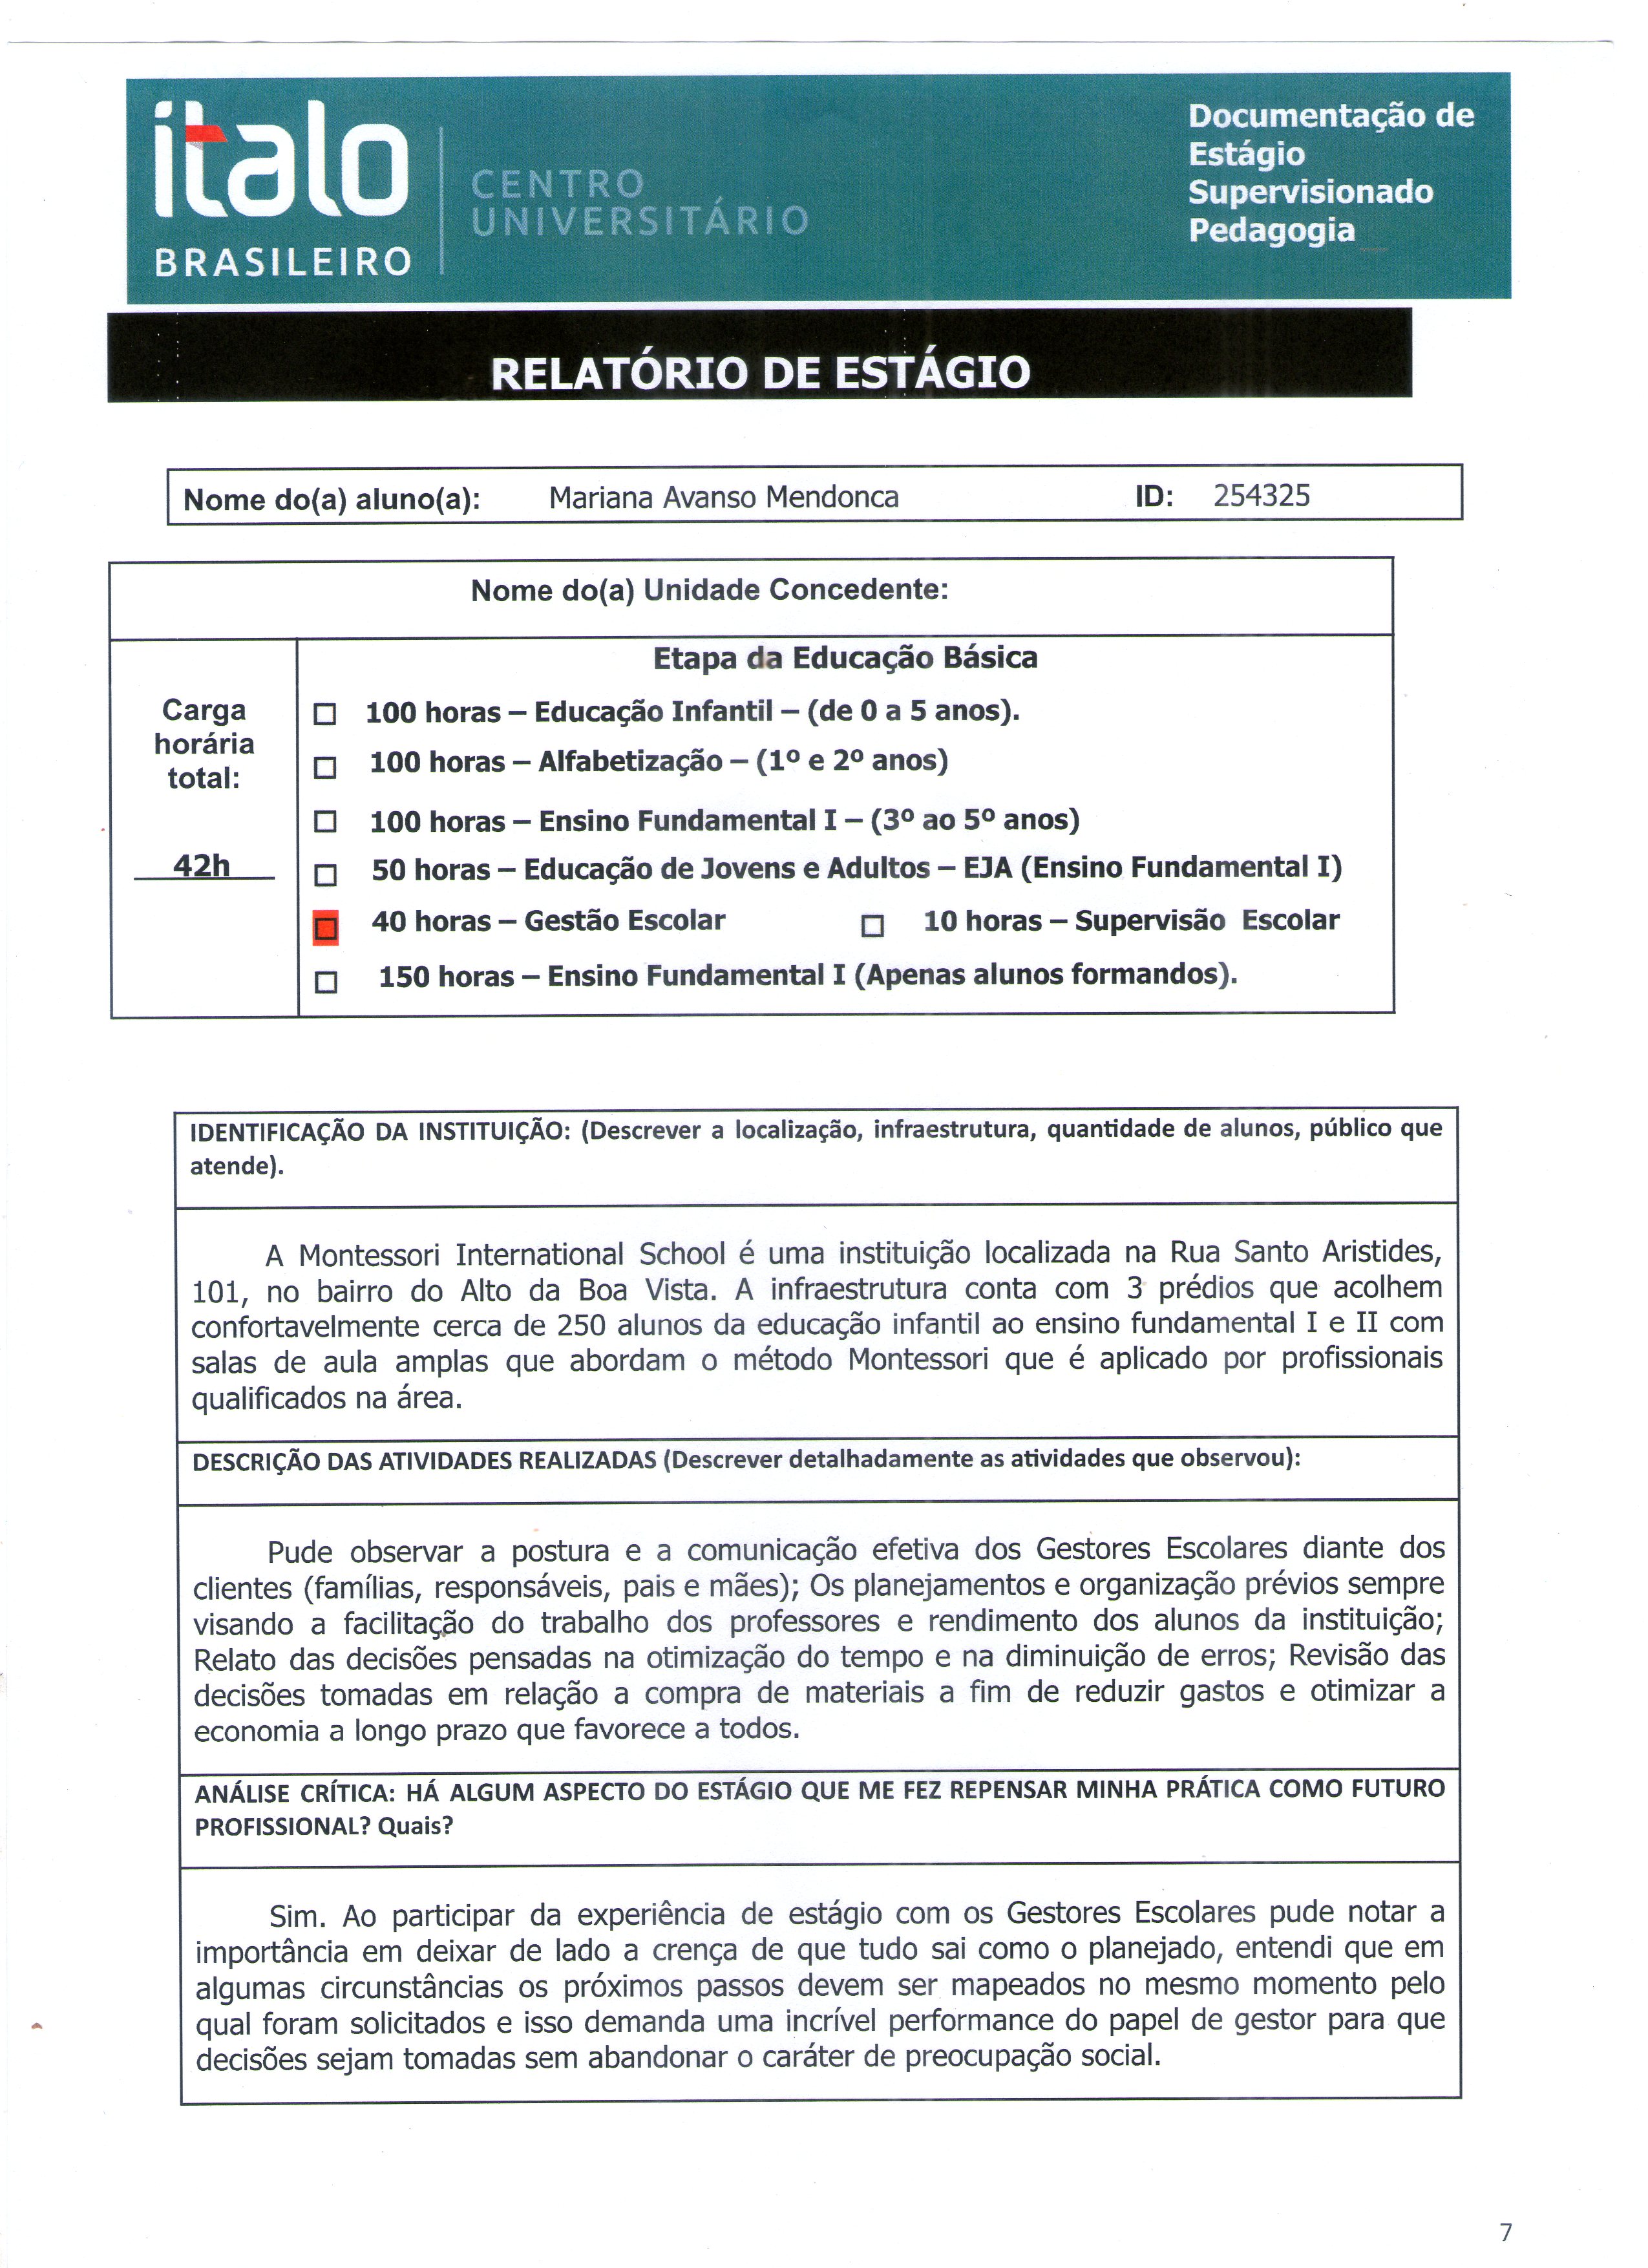 ítalo
BRASILEIRO
CENTRO
UNIVERSITÁRIO
Documentação de
Estágio
Supervisionado
Pedagogia
RELATÓRIO DE ESTÁGIO
Nome do(a) aluno(a): Mariana Avanso Mendonca ID: 254325
Nome do(a) Unidade Concedente:
Carga
horária
total:
42h
Etapa da Educação Básica
☐ 100 horas – Educação Infantil – (de 0 a 5 anos).
☐ 100 horas – Alfabetização – (1º e 2º anos)
☐ 100 horas – Ensino Fundamental I – (3º ao 5º anos)
☐ 50 horas – Educação de Jovens e Adultos – EJA (Ensino Fundamental I)
☐ 40 horas – Gestão Escolar ☐ 10 horas – Supervisão Escolar
☐ 150 horas – Ensino Fundamental I (Apenas alunos formandos).
IDENTIFICAÇÃO DA INSTITUIÇÃO: (Descrever a localização, infraestrutura, quantidade de alunos, público que
atende).
A Montessori International School é uma instituição localizada na Rua Santo Aristides,
101, no bairro do Alto da Boa Vista. A infraestrutura conta com 3 prédios que acolhem
confortavelmente cerca de 250 alunos da educação infantil ao ensino fundamental I e II com
salas de aula amplas que abordam o método Montessori que é aplicado por profissionais
qualificados na área.
DESCRIÇÃO DAS ATIVIDADES REALIZADAS (Descrever detalhadamente as atividades que observou):
Pude observar a postura e a comunicação efetiva dos Gestores Escolares diante dos
clientes (famílias, responsáveis, pais e mães); Os planejamentos e organização prévios sempre
visando a facilitação do trabalho dos professores e rendimento dos alunos da instituição;
Relato das decisões pensadas na otimização do tempo e na diminuição de erros; Revisão das
decisões tomadas em relação a compra de materiais a fim de reduzir gastos e otimizar a
economia a longo prazo que favorece a todos.
ANÁLISE CRÍTICA: HÁ ALGUM ASPECTO DO ESTÁGIO QUE ME FEZ REPENSAR MINHA PRÁTICA COMO FUTURO
PROFISSIONAL? Quais?
Sim. Ao participar da experiência de estágio com os Gestores Escolares pude notar a
importância em deixar de lado a crença de que tudo sai como o planejado, entendi que em
algumas circunstâncias os próximos passos devem ser mapeados no mesmo momento pelo
qual foram solicitados e isso demanda uma incrível performance do papel de gestor para que
decisões sejam tomadas sem abandonar o caráter de preocupação social.
7